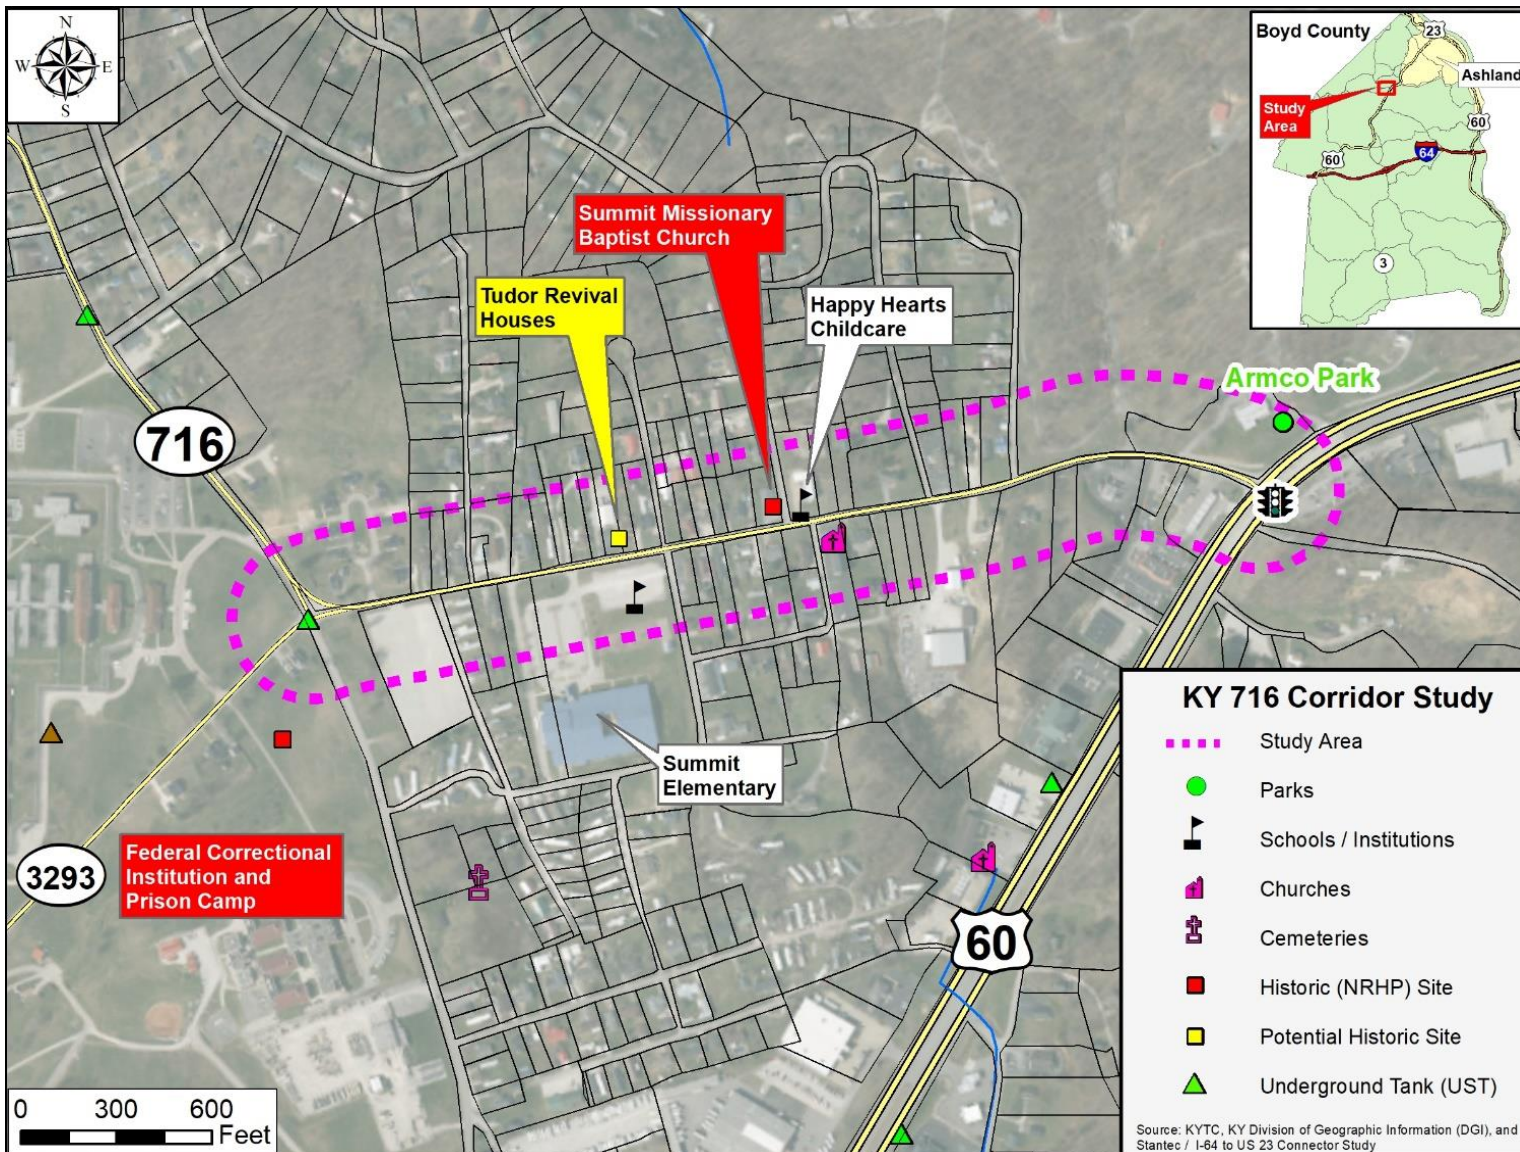 N
W E
S
Boyd County
23
Ashland
Study
Area
60
60
64
3
Summit Missionary
Baptist Church
Tudor Revival
Houses
Happy Hearts
Childcare
Armco Park
716
Summit
Elementary
3293
Federal Correctional
Institution and
Prison Camp
60
0 300 600
Feet
KY 716 Corridor Study
Study Area
Parks
Schools / Institutions
Churches
Cemeteries
Historic (NRHP) Site
Potential Historic Site
Underground Tank (UST)
Source: KYTC, KY Division of Geographic Information (DGI), and
Stantec / I-64 to US 23 Connector Study